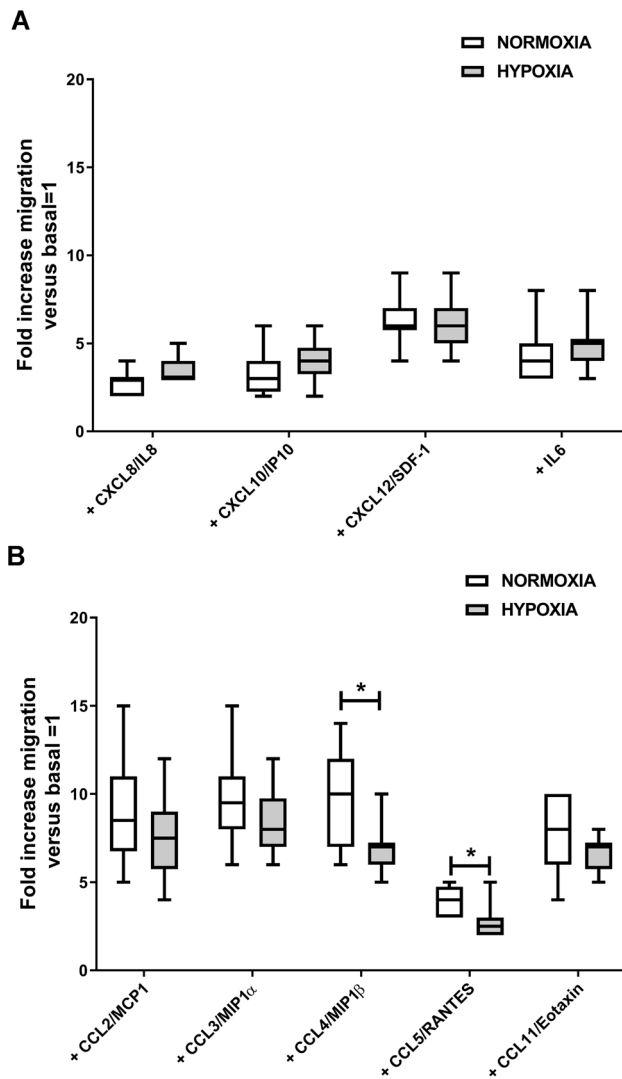 A
NORMOXIA
HYPOXIA
Fold increase migration
versus basal=1
20
15
10
5
0
+ CXCL8/IL8
+ CXCL10/IP10
+ CXCL12/SDF-1
+ IL6
B
NORMOXIA
HYPOXIA
Fold increase migration
versus basal =1
20
15
10
5
0
*
*
+ CCL2/MCP1
+ CCL3/MIP1α
+ CCL4/MIP1β
+ CCL5/RANTES
+ CCL11/Eotaxin